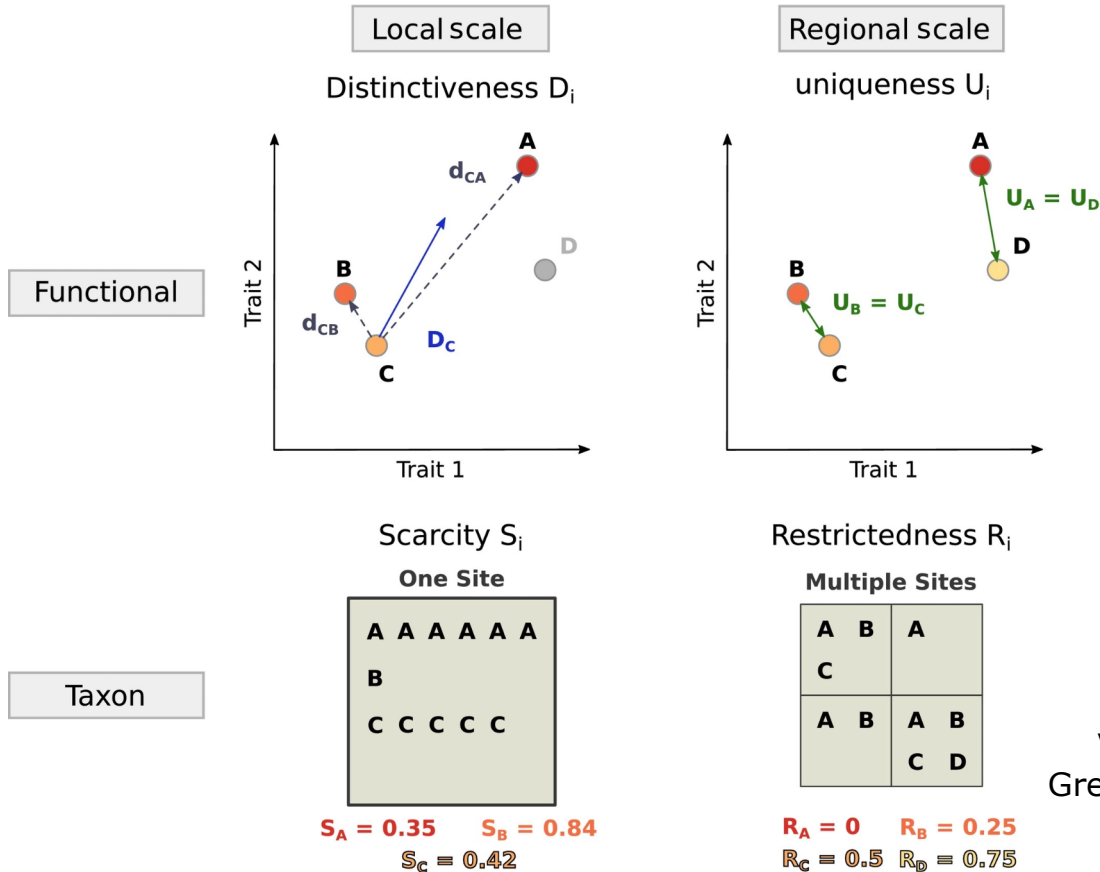 Local scale
Regional scale
Distinctiveness Dᵢ
uniqueness Uᵢ
A
d_CA
D
B
d_CB
D_C
C
Trait 2
Trait 1
A
U_A = U_D
D
B
U_B = U_C
C
Trait 2
Trait 1
Functional
Scarcity Sᵢ
One Site
A A A A A A
B
C C C C C
S_A = 0.35 S_B = 0.84
S_C = 0.42
Restrictedness Rᵢ
Multiple Sites
A B A
C
A B A B
C D
R_A = 0 R_B = 0.25
R_C = 0.5 R_D = 0.75
Taxon
Gre